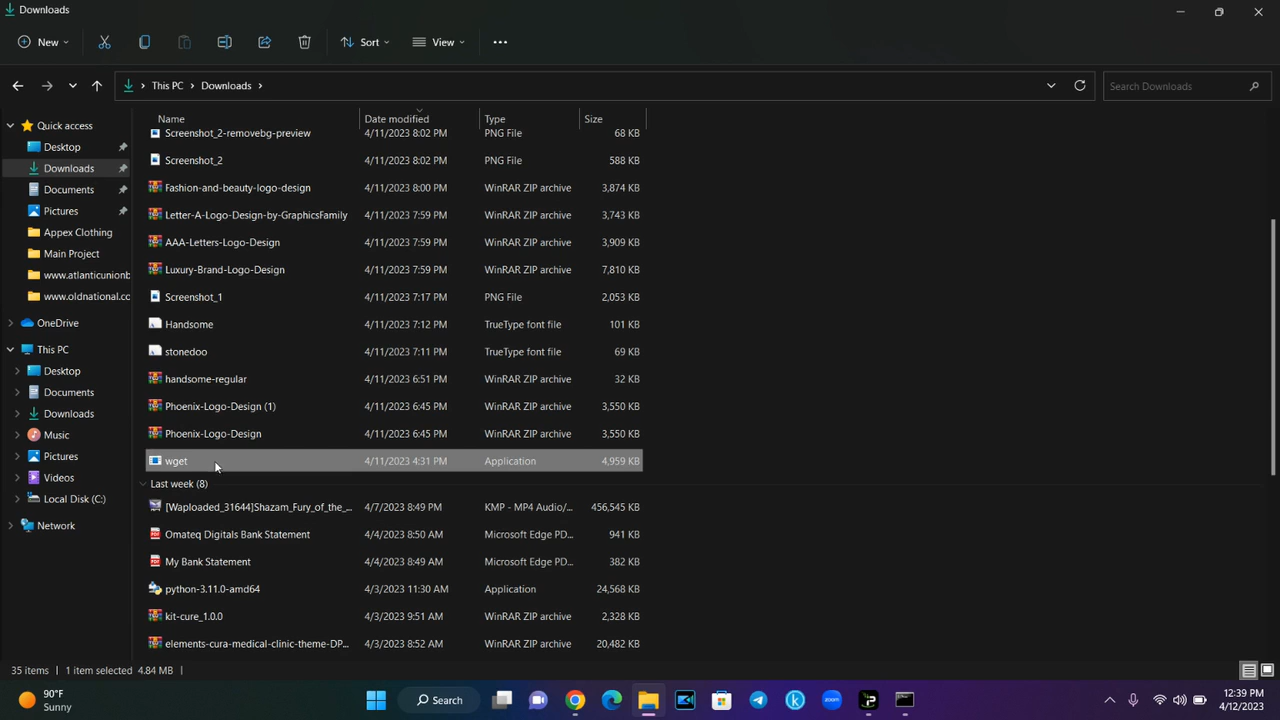 Downloads
New
Sort
View
This PC
Downloads
Search Downloads
Name Date modified Type Size
Quick access
Desktop
Downloads
Documents
Pictures
Appex Clothing
Main Project
www.atlanticunionb
www.oldnational.co
OneDrive
This PC
Desktop
Documents
Downloads
Music
Pictures
Videos
Local Disk (C:)
Network
Screenshot_2-removebg-preview 4/11/2023 8:02 PM PNG File 68 KB
Screenshot_2 4/11/2023 8:02 PM PNG File 588 KB
Fashion-and-beauty-logo-design 4/11/2023 8:00 PM WinRAR ZIP archive 3,874 KB
Letter-A-Logo-Design-by-GraphicsFamily 4/11/2023 7:59 PM WinRAR ZIP archive 3,743 KB
AAA-Letters-Logo-Design 4/11/2023 7:59 PM WinRAR ZIP archive 3,909 KB
Luxury-Brand-Logo-Design 4/11/2023 7:59 PM WinRAR ZIP archive 7,810 KB
Screenshot_1 4/11/2023 7:17 PM PNG File 2,053 KB
Handsome 4/11/2023 7:12 PM TrueType font file 101 KB
stonedoo 4/11/2023 7:11 PM TrueType font file 69 KB
handsome-regular 4/11/2023 6:51 PM WinRAR ZIP archive 32 KB
Phoenix-Logo-Design (1) 4/11/2023 6:45 PM WinRAR ZIP archive 3,550 KB
Phoenix-Logo-Design 4/11/2023 6:45 PM WinRAR ZIP archive 3,550 KB
wget 4/11/2023 4:31 PM Application 4,959 KB
Last week (8)
[Waploaded_31644]Shazam_Fury_of_the_... 4/7/2023 8:49 PM KMP - MP4 Audio/... 456,545 KB
Omateq Digitals Bank Statement 4/4/2023 8:50 AM Microsoft Edge PD... 941 KB
My Bank Statement 4/4/2023 8:49 AM Microsoft Edge PD... 382 KB
python-3.11.0-amd64 4/3/2023 11:30 AM Application 24,568 KB
kit-cure_1.0.0 4/3/2023 9:51 AM WinRAR ZIP archive 2,328 KB
elements-cura-medical-clinic-theme-DP... 4/3/2023 8:52 AM WinRAR ZIP archive 20,482 KB
35 items 1 item selected 4.84 MB
90°F
Sunny
Search
zoom
12:39 PM
4/12/2023